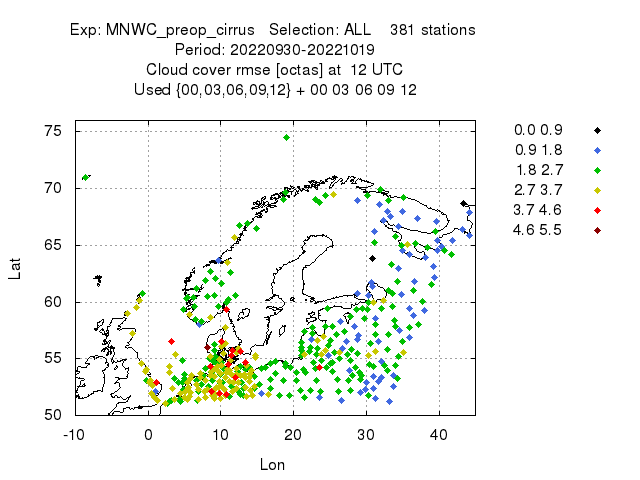 Exp: MNWC_preop_cirrus   Selection: ALL    381 stations
Period: 20220930-20221019
Cloud cover rmse [octas] at  12 UTC
Used {00,03,06,09,12} + 00 03 06 09 12
75
70
65
60
55
50
Lat
-10 0 10 20 30 40
Lon
0.0 0.9
0.9 1.8
1.8 2.7
2.7 3.7
3.7 4.6
4.6 5.5